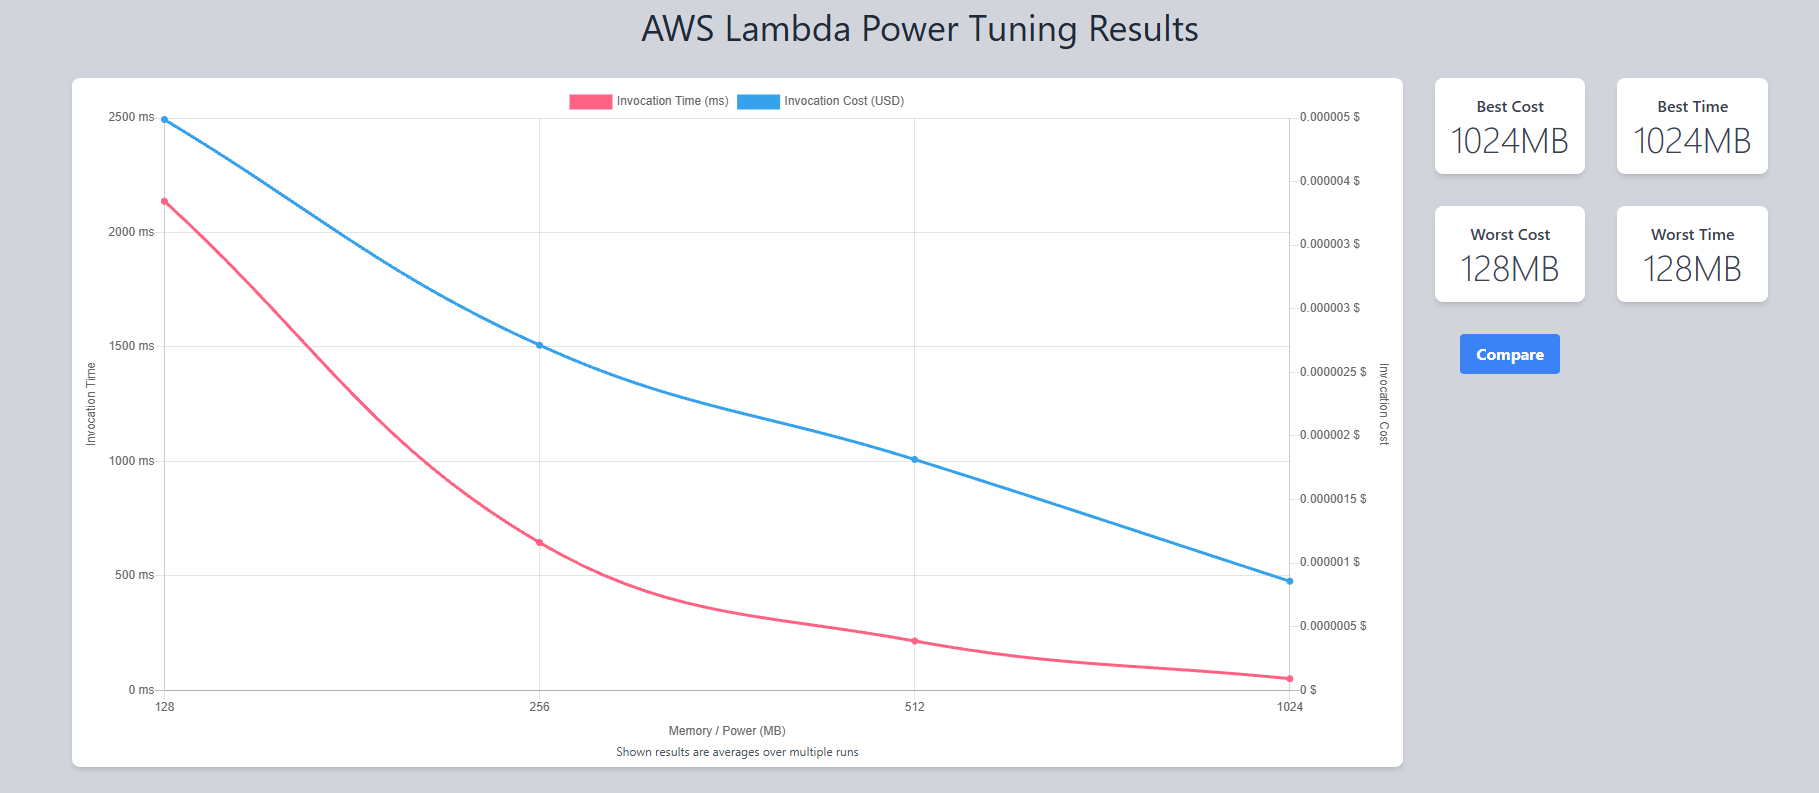 AWS Lambda Power Tuning Results
Invocation Time (ms) Invocation Cost (USD)
2500 ms
2000 ms
1500 ms
1000 ms
500 ms
0 ms
Invocation Time
0.000005 $
0.000004 $
0.000003 $
0.000003 $
0.0000025 $
0.000002 $
0.0000015 $
0.000001 $
0.0000005 $
0 $
Invocation Cost
128 256 512 1024
Memory / Power (MB)
Shown results are averages over multiple runs
Best Cost
1024MB
Best Time
1024MB
Worst Cost
128MB
Worst Time
128MB
Compare